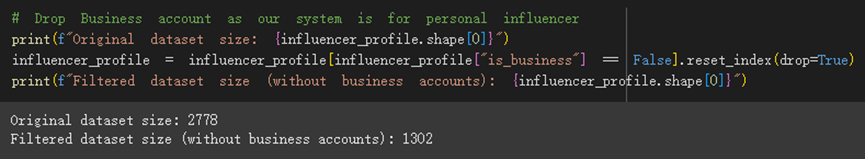 # Drop Business account as our system is for personal influencer
print(f"Original dataset size: {influencer_profile.shape[0]}")
influencer_profile = influencer_profile[influencer_profile["is_business"] == False].reset_index(drop=True)
print(f"Filtered dataset size (without business accounts): {influencer_profile.shape[0]}")
Original dataset size: 2778
Filtered dataset size (without business accounts): 1302